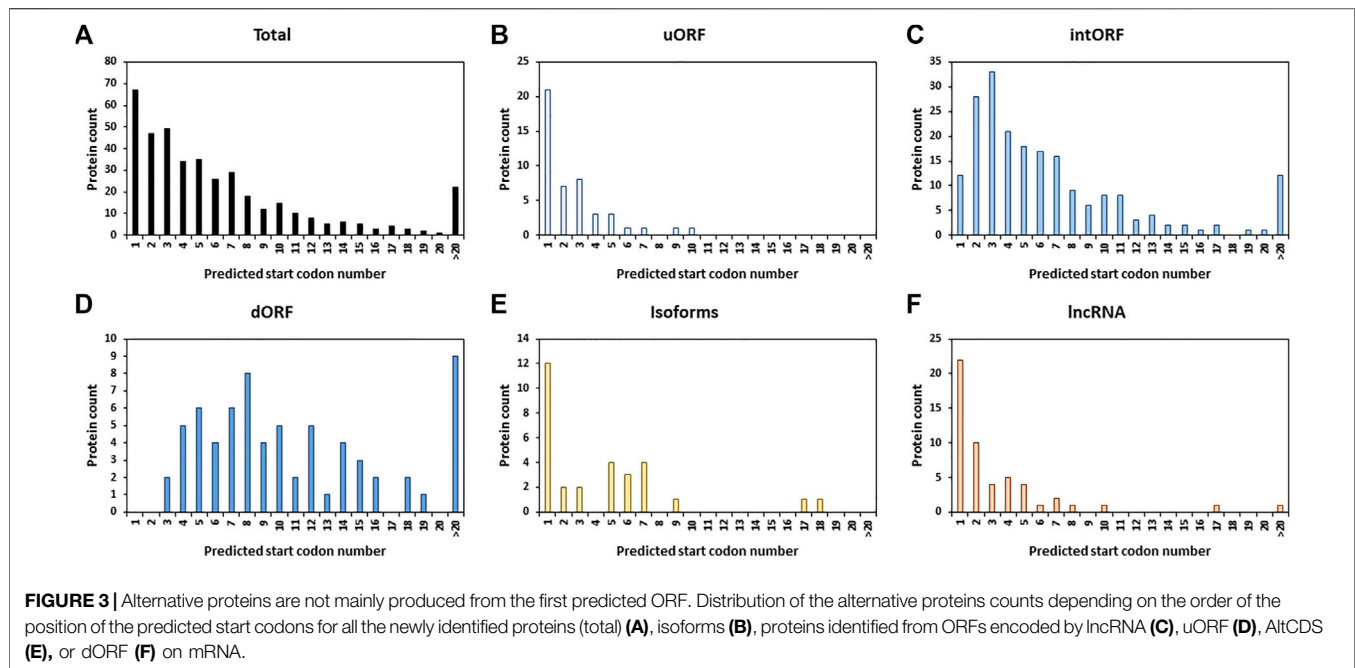 A
Total
Protein count
80
70
60
50
40
30
20
10
0
1 2 3 4 5 6 7 8 9 10 11 12 13 14 15 16 17 18 19 20 >20
Predicted start codon number
B
uORF
Protein count
25
20
15
10
5
0
1 2 3 4 5 6 7 8 9 10 11 12 13 14 15 16 17 18 19 20 >20
Predicted start codon number
C
intORF
Protein count
35
30
25
20
15
10
5
0
1 2 3 4 5 6 7 8 9 10 11 12 13 14 15 16 17 18 19 20 >20
Predicted start codon number
D
dORF
Protein count
10
9
8
7
6
5
4
3
2
1
0
1 2 3 4 5 6 7 8 9 10 11 12 13 14 15 16 17 18 19 20 >20
Predicted start codon number
E
Isoforms
Protein count
14
12
10
8
6
4
2
0
1 2 3 4 5 6 7 8 9 10 11 12 13 14 15 16 17 18 19 20 >20
Predicted start codon number
F
lncRNA
Protein count
25
20
15
10
5
0
1 2 3 4 5 6 7 8 9 10 11 12 13 14 15 16 17 18 19 20 >20
Predicted start codon number
FIGURE 3 | Alternative proteins are not mainly produced from the first predicted ORF. Distribution of the alternative proteins counts depending on the order of the
position of the predicted start codons for all the newly identified proteins (total) (A), isoforms (B), proteins identified from ORFs encoded by lncRNA (C), uORF (D), AltCDS
(E), or dORF (F) on mRNA.